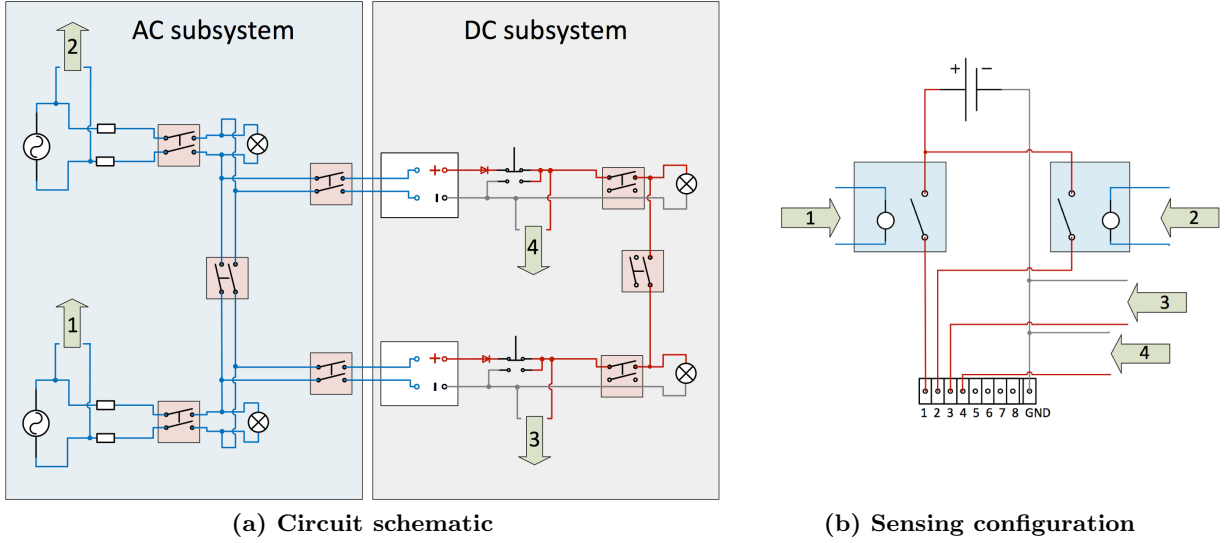 AC subsystem
DC subsystem
2
4
1
3
+
+
(a) Circuit schematic
+ −
1
2
3
4
1 2 3 4 5 6 7 8 GND
(b) Sensing configuration